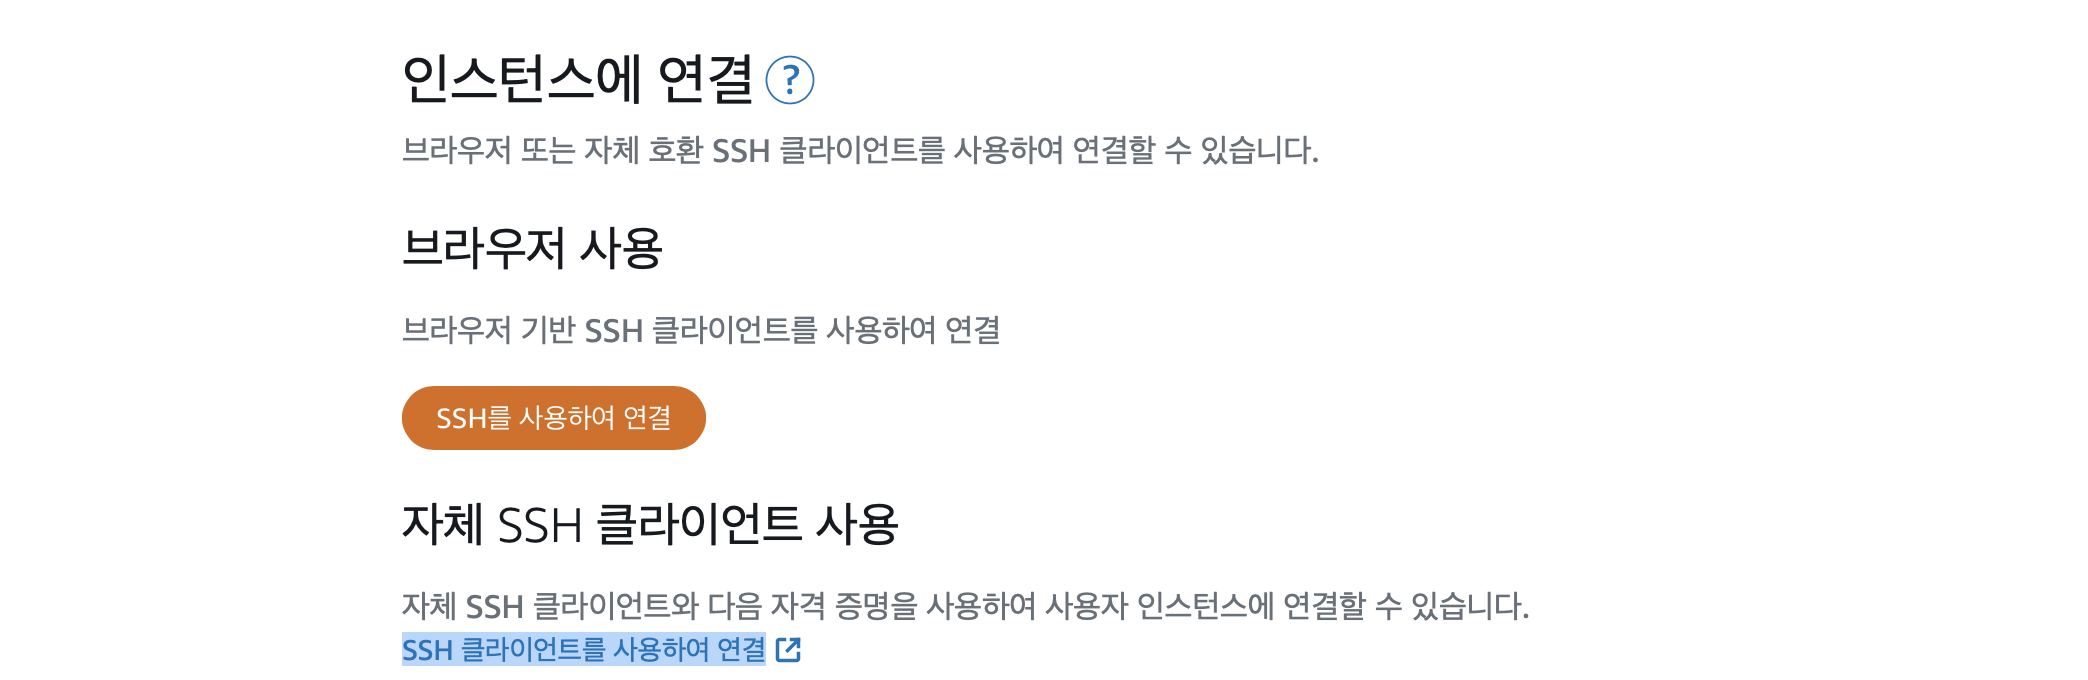 인스턴스에 연결 ?
브라우저 또는 자체 호환 SSH 클라이언트를 사용하여 연결할 수 있습니다.
브라우저 사용
브라우저 기반 SSH 클라이언트를 사용하여 연결
SSH를 사용하여 연결
자체 SSH 클라이언트 사용
자체 SSH 클라이언트와 다음 자격 증명을 사용하여 사용자 인스턴스에 연결할 수 있습니다.
SSH 클라이언트를 사용하여 연결